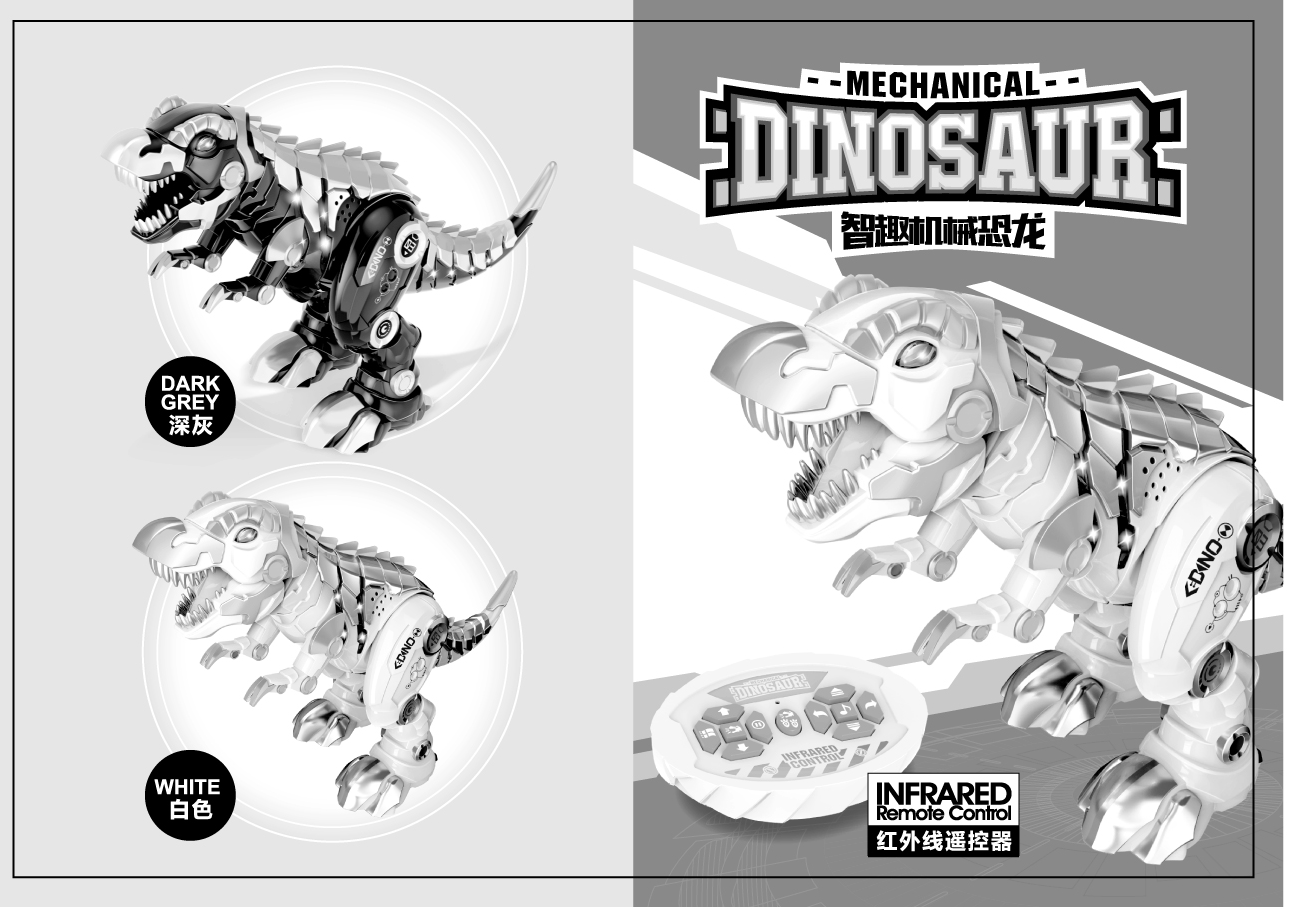 DARK
GREY
深灰
WHITE
白色
MECHANICAL
DINOSAUR
智趣机械恐龙
DINOSAUR
INFRARED
CONTROL
INFRARED
Remote Control
红外线遥控器